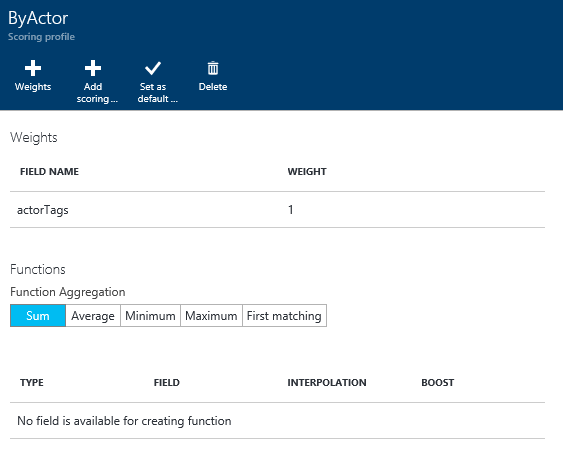 ByActor
Scoring profile
Weights
Add scoring ...
Set as default ...
Delete
Weights
FIELD NAME WEIGHT
actorTags 1
Functions
Function Aggregation
Sum Average Minimum Maximum First matching
TYPE FIELD INTERPOLATION BOOST
No field is available for creating function